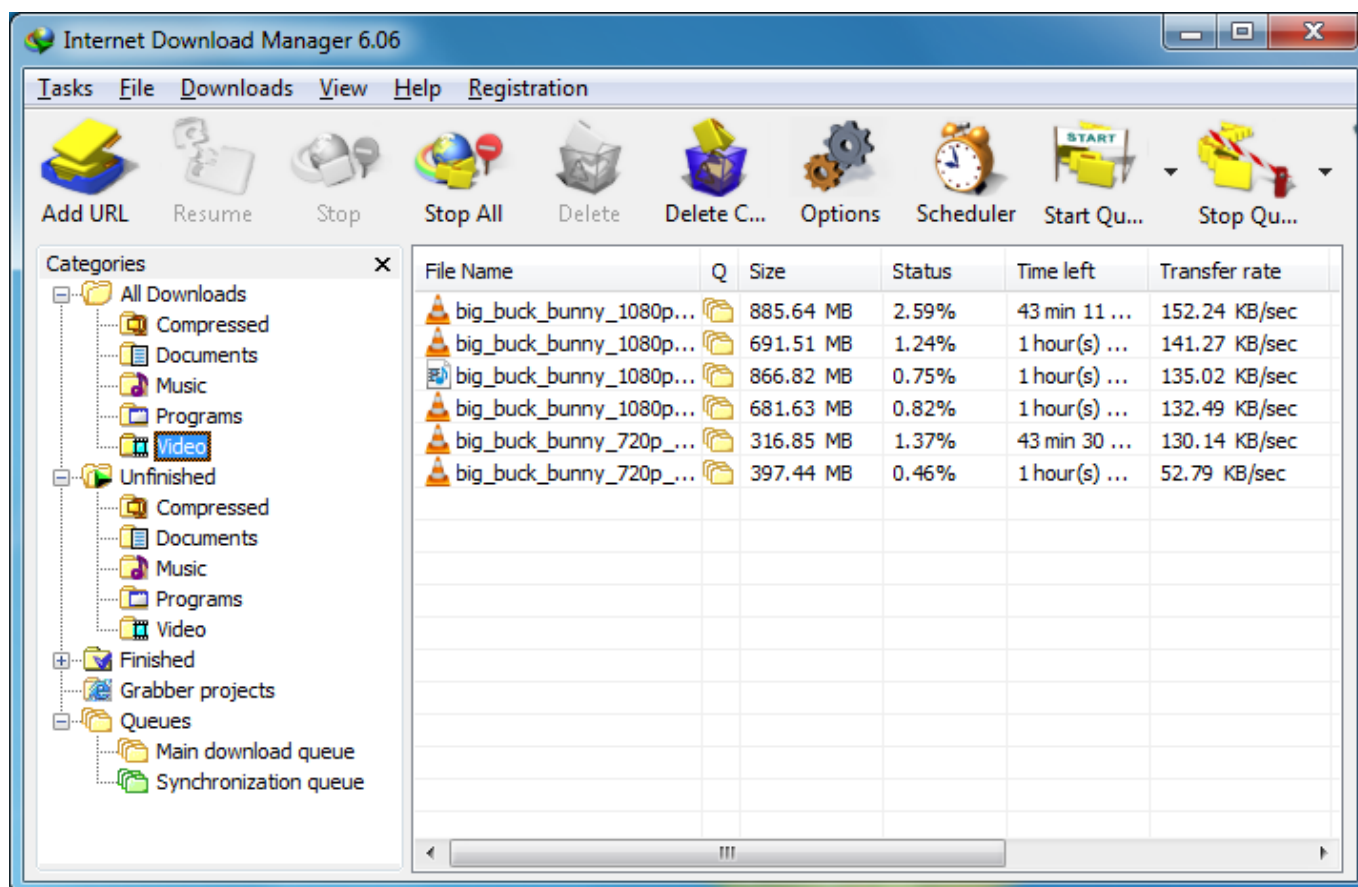 Internet Download Manager 6.06
Tasks File Downloads View Help Registration
START
Add URL Resume Stop Stop All Delete Delete C... Options Scheduler Start Qu... Stop Qu...
Categories
All Downloads
Compressed
Documents
Music
Programs
Video
Unfinished
Compressed
Documents
Music
Programs
Video
Finished
Grabber projects
Queues
Main download queue
Synchronization queue
File Name Q Size Status Time left Transfer rate
big_buck_bunny_1080p... 885.64 MB 2.59% 43 min 11 ... 152.24 KB/sec
big_buck_bunny_1080p... 691.51 MB 1.24% 1 hour(s) ... 141.27 KB/sec
big_buck_bunny_1080p... 866.82 MB 0.75% 1 hour(s) ... 135.02 KB/sec
big_buck_bunny_1080p... 681.63 MB 0.82% 1 hour(s) ... 132.49 KB/sec
big_buck_bunny_720p_... 316.85 MB 1.37% 43 min 30 ... 130.14 KB/sec
big_buck_bunny_720p_... 397.44 MB 0.46% 1 hour(s) ... 52.79 KB/sec